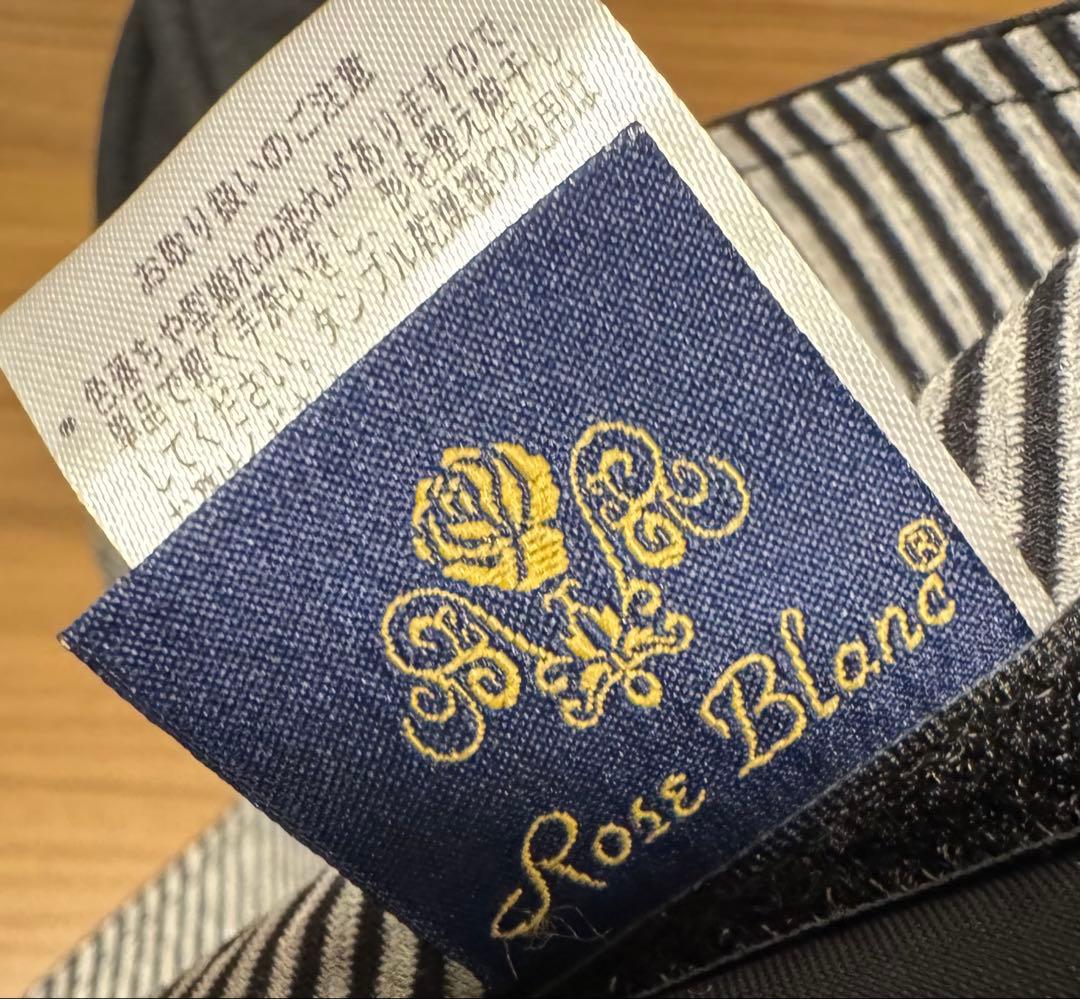 お取り扱いのご注意
• 色落ちや型崩れの恐れがありますので
単品で軽く手洗いをし、形を整え陰干し
してください。タンブル乾燥機の使用は
Rose Blanc®